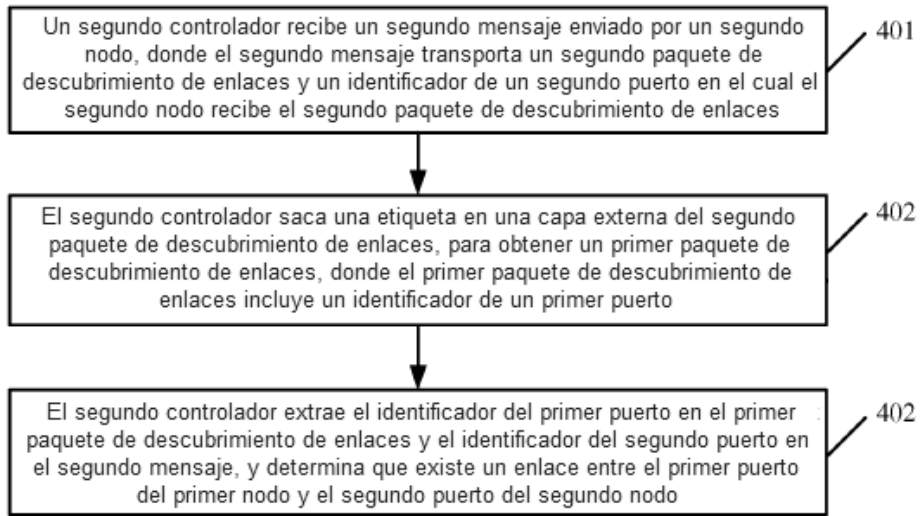 Un segundo controlador recibe un segundo mensaje enviado por un segundo
nodo, donde el segundo mensaje transporta un segundo paquete de
descubrimiento de enlaces y un identificador de un segundo puerto en el cual el
segundo nodo recibe el segundo paquete de descubrimiento de enlaces
401
El segundo controlador saca una etiqueta en una capa externa del segundo
paquete de descubrimiento de enlaces, para obtener un primer paquete de
descubrimiento de enlaces, donde el primer paquete de descubrimiento de
enlaces incluye un identificador de un primer puerto
402
El segundo controlador extrae el identificador del primer puerto en el primer
paquete de descubrimiento de enlaces y el identificador del segundo puerto en
el segundo mensaje, y determina que existe un enlace entre el primer puerto
del primer nodo y el segundo puerto del segundo nodo
402